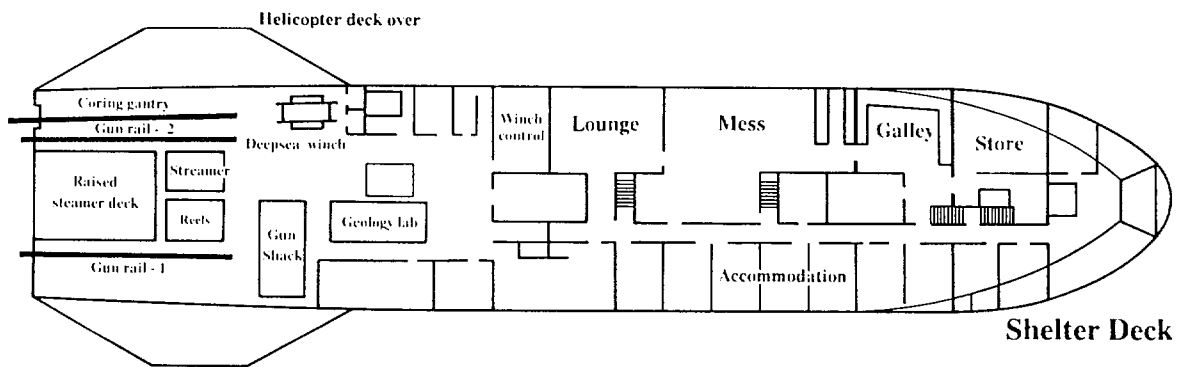 Helicopter deck over
Coring gantry
Gun rail - 2
Deepsea winch
Winch
control
Lounge
Mess
Galley
Store
Raised
steamer deck
Streamer
Reels
Gun
Shack
Geology lab
Gun rail - 1
Accommodation
Shelter Deck